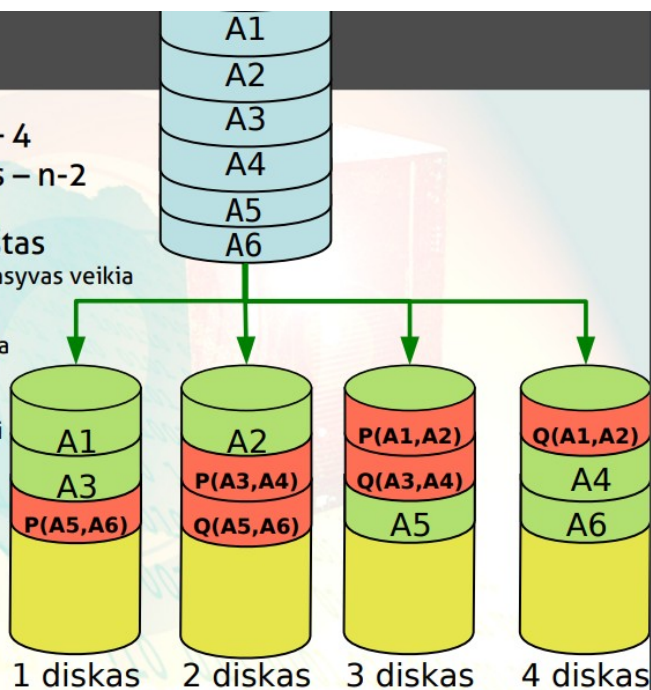 A1
A2
A3
A4
A5
A6
- 4
s – n-2
tas
asyvas veikia
a
i
A1
A3
P(A5,A6)
A2
P(A3,A4)
Q(A5,A6)
P(A1,A2)
Q(A3,A4)
A5
Q(A1,A2)
A4
A6
1 diskas
2 diskas
3 diskas
4 diskas